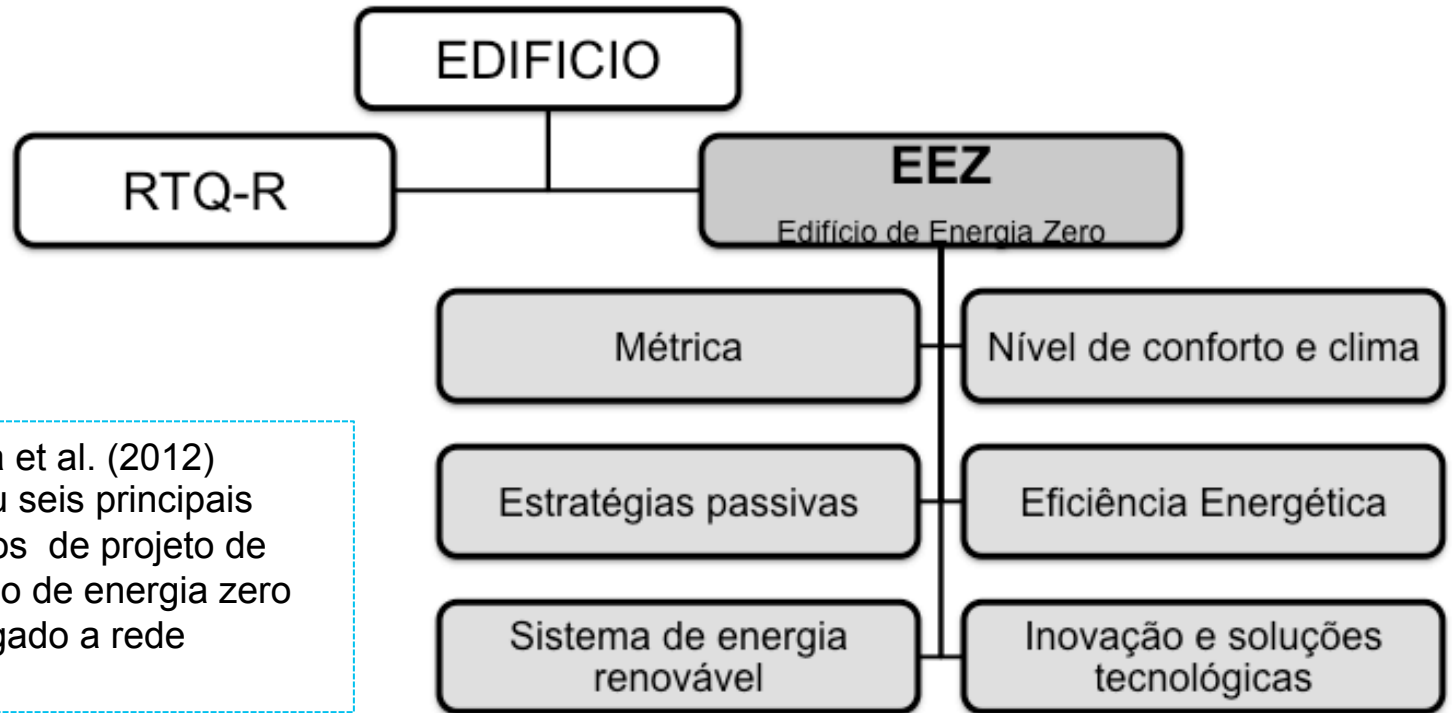 EDIFICIO
RTQ-R
EEZ
Edifício de Energia Zero
Métrica
Nível de conforto e clima
Estratégias passivas
Eficiência Energética
Sistema de energia
renovável
Inovação e soluções
tecnológicas
et al. (2012)
seis principais
de projeto de
de energia zero
a rede